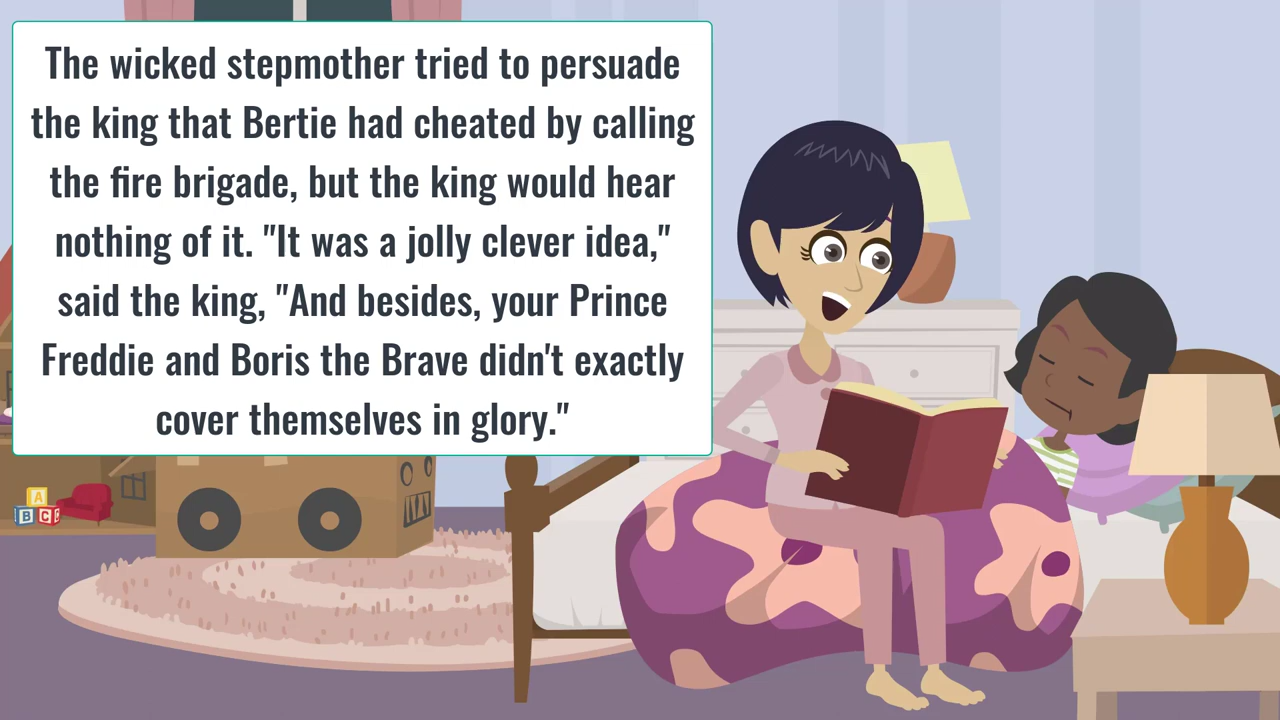 The wicked stepmother tried to persuade
the king that Bertie had cheated by calling
the fire brigade, but the king would hear
nothing of it. "It was a jolly clever idea,"
said the king, "And besides, your Prince
Freddie and Boris the Brave didn't exactly
cover themselves in glory."
A
B C C